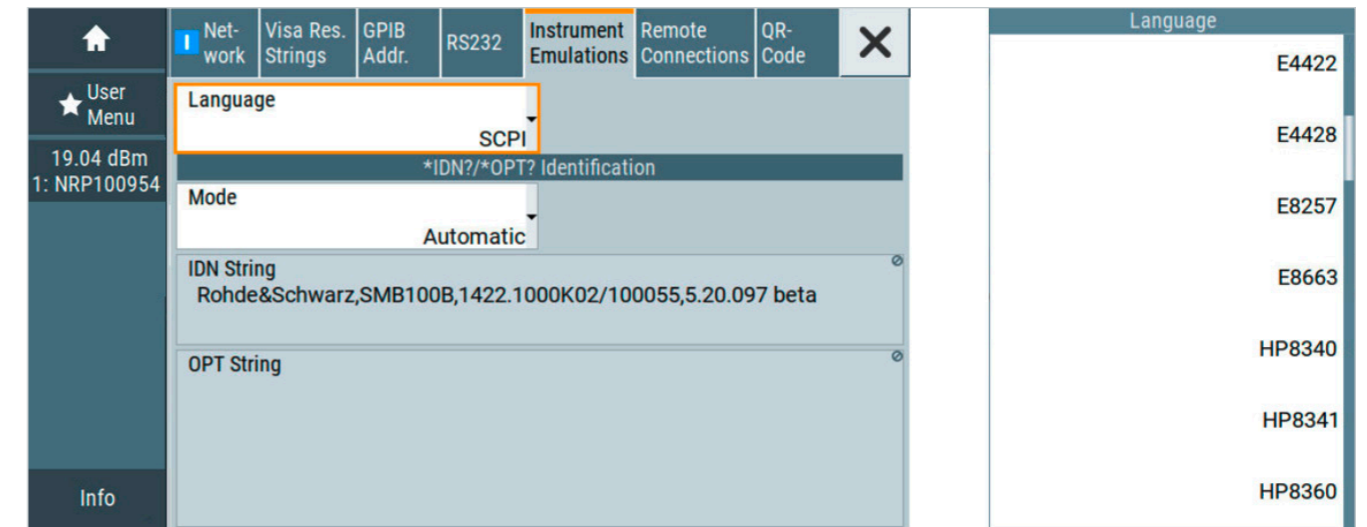 Net-
work
Visa Res.
Strings
GPIB
Addr.
RS232
Instrument
Emulations
Remote
Connections
QR-
Code
User
Menu
19.04 dBm
1: NRP100954
Info
Language
SCPI
*IDN?/*OPT? Identification
Mode
Automatic
IDN String
Rohde&Schwarz,SMB100B,1422.1000K02/100055,5.20.097 beta
OPT String
Language
E4422
E4428
E8257
E8663
HP8340
HP8341
HP8360